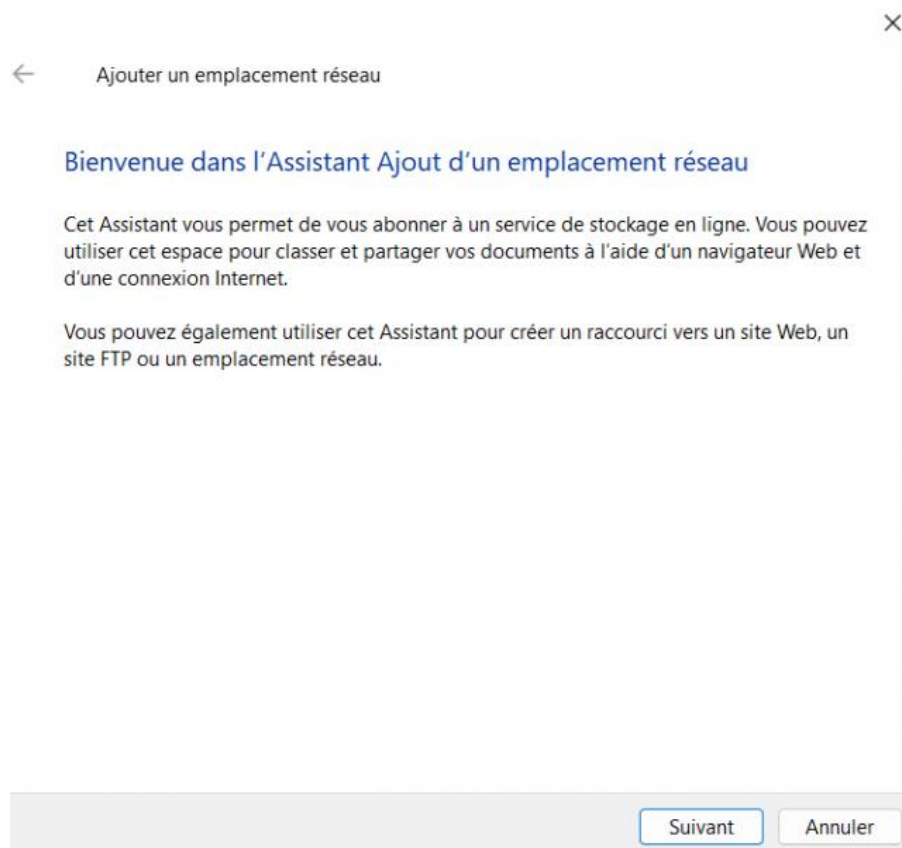 Ajouter un emplacement réseau
Bienvenue dans l'Assistant Ajout d'un emplacement réseau
Cet Assistant vous permet de vous abonner à un service de stockage en ligne. Vous pouvez
utiliser cet espace pour classer et partager vos documents à l'aide d'un navigateur Web et
d'une connexion Internet.
Vous pouvez également utiliser cet Assistant pour créer un raccourci vers un site Web, un
site FTP ou un emplacement réseau.
Suivant Annuler